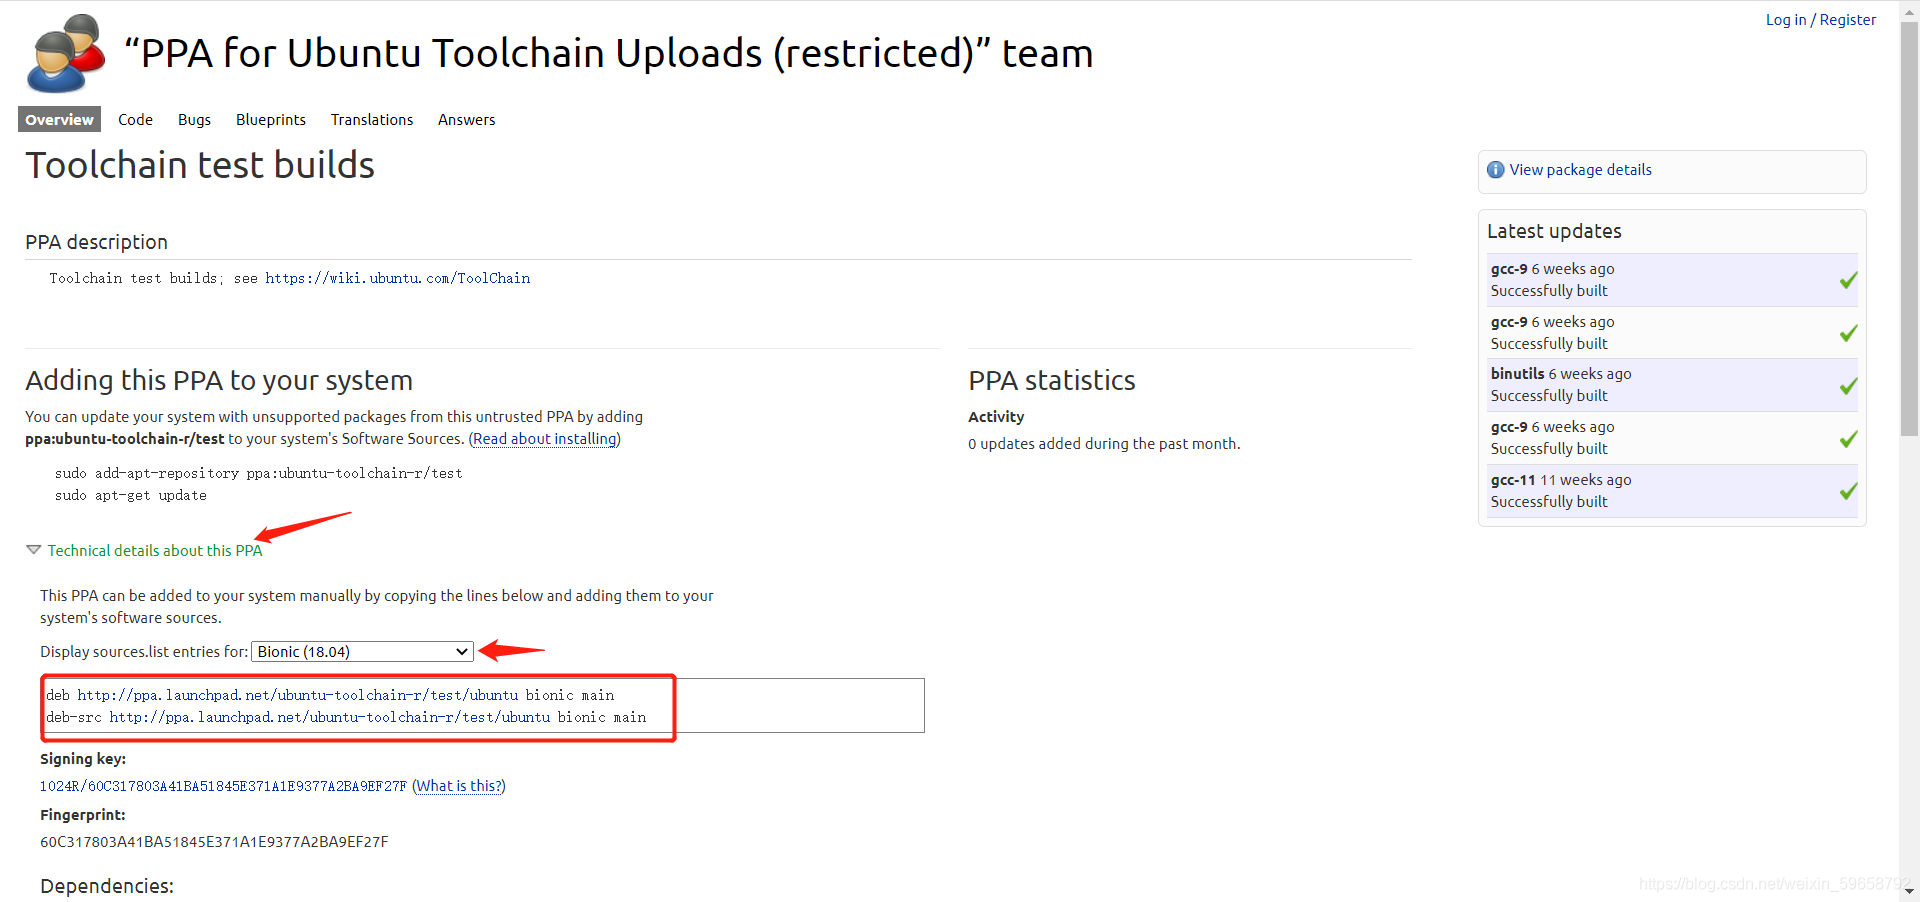 Log in / Register
“PPA for Ubuntu Toolchain Uploads (restricted)” team
Overview Code Bugs Blueprints Translations Answers
Toolchain test builds
PPA description
Toolchain test builds; see https://wiki.ubuntu.com/ToolChain
Adding this PPA to your system
You can update your system with unsupported packages from this untrusted PPA by adding
ppa:ubuntu-toolchain-r/test to your system's Software Sources. (Read about installing)
sudo add-apt-repository ppa:ubuntu-toolchain-r/test
sudo apt-get update
Technical details about this PPA
This PPA can be added to your system manually by copying the lines below and adding them to your
system's software sources.
Display sources.list entries for: Bionic (18.04)
deb http://ppa.launchpad.net/ubuntu-toolchain-r/test/ubuntu bionic main
deb-src http://ppa.launchpad.net/ubuntu-toolchain-r/test/ubuntu bionic main
Signing key:
1024R/60C317803A41BA51845E371A1E9377A2BA9EF27F (What is this?)
Fingerprint:
60C317803A41BA51845E371A1E9377A2BA9EF27F
Dependencies:
PPA statistics
Activity
0 updates added during the past month.
View package details
Latest updates
gcc-9 6 weeks ago
Successfully built
gcc-9 6 weeks ago
Successfully built
binutils 6 weeks ago
Successfully built
gcc-9 6 weeks ago
Successfully built
gcc-11 11 weeks ago
Successfully built
https://blog.csdn.net/weixin_59658792